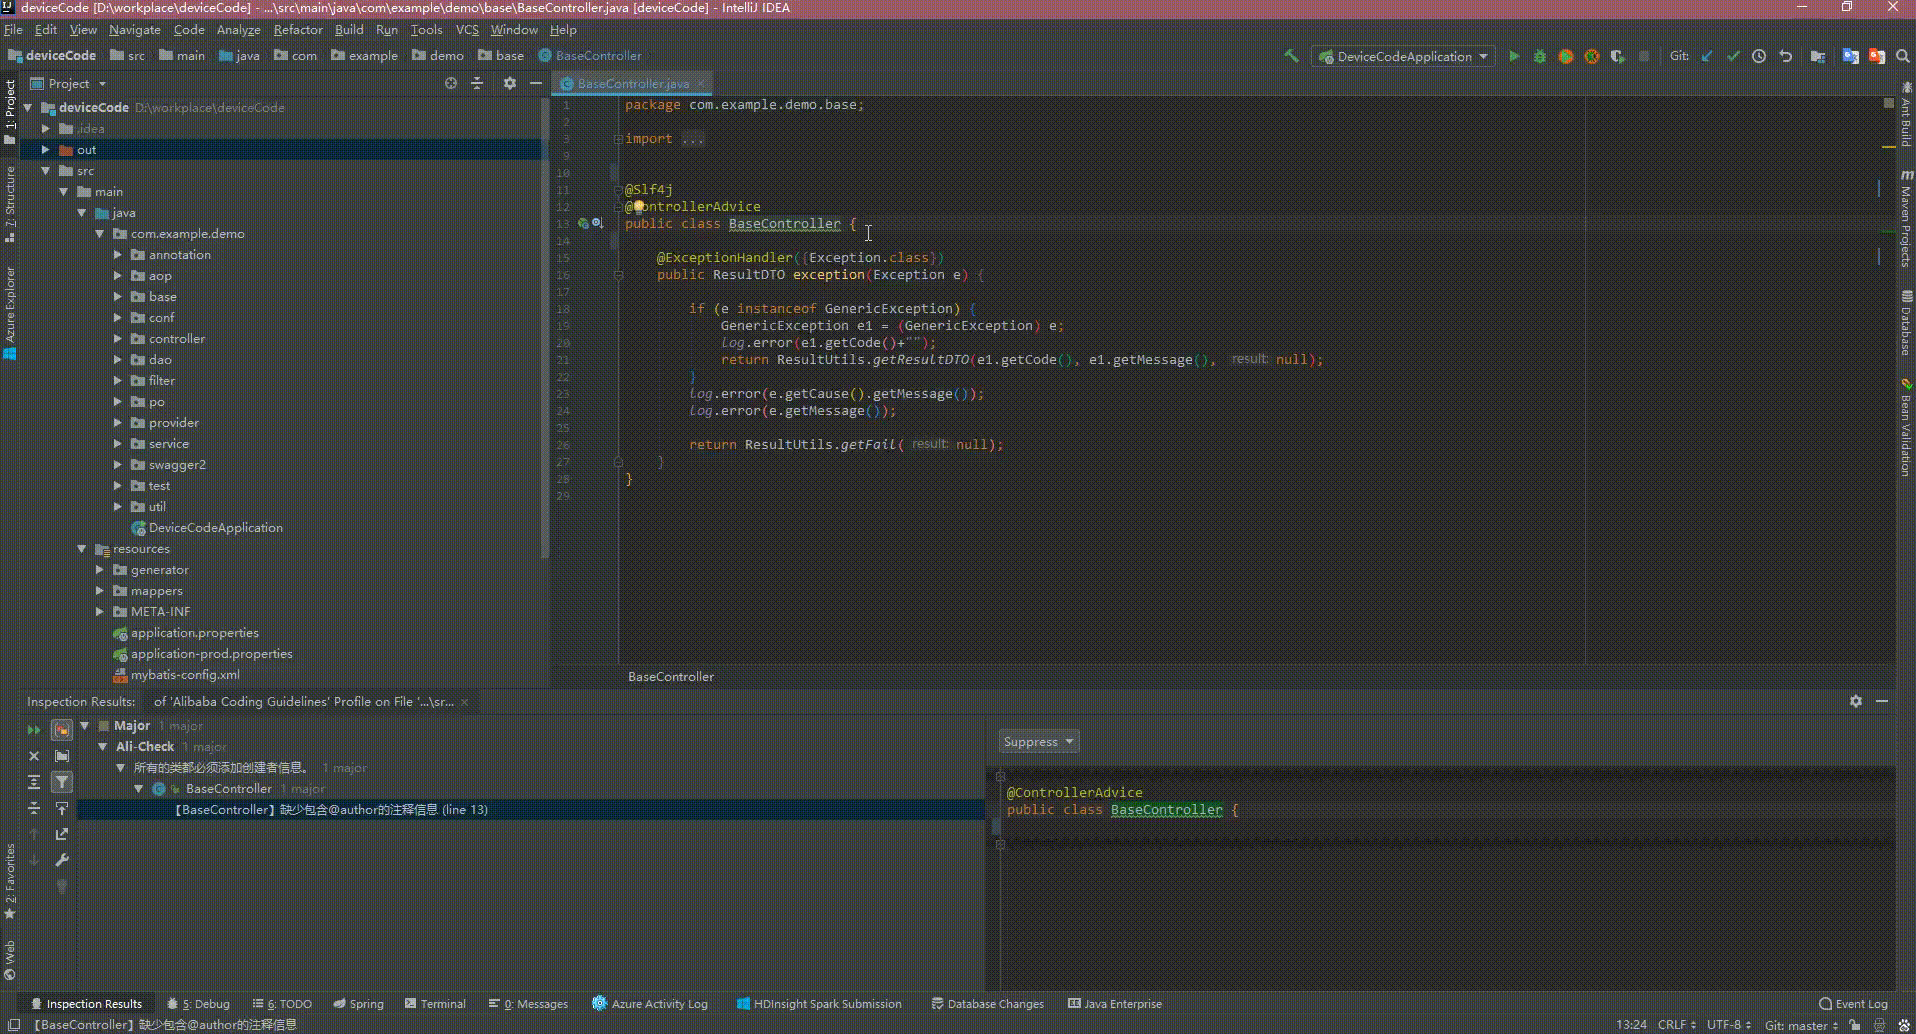 deviceCode [D:\workplace\deviceCode] - ...\src\main\java\com\example\demo\base\BaseController.java [deviceCode] - IntelliJ IDEA
File Edit View Navigate Code Analyze Refactor Build Run Tools VCS Window Help
deviceCode src main java com example demo base BaseController
DeviceCodeApplication Git:
Project
BaseController.java
deviceCode D:\workplace\deviceCode
.idea
out
src
main
java
com.example.demo
annotation
aop
base
conf
controller
dao
filter
po
provider
service
swagger2
test
util
DeviceCodeApplication
resources
generator
mappers
META-INF
application.properties
application-prod.properties
mybatis-config.xml
1: Project
7: Structure
Azure Explorer
2: Favorites
Web
1 package com.example.demo.base;
2
3 import ...
9
10
11 @Slf4j
12 @ControllerAdvice
13 public class BaseController {
14
15 @ExceptionHandler({Exception.class})
16 public ResultDTO exception(Exception e) {
17
18 if (e instanceof GenericException) {
19 GenericException e1 = (GenericException) e;
20 log.error(e1.getCode()+"");
21 return ResultUtils.getResultDTO(e1.getCode(), e1.getMessage(), result: null);
22 }
23 log.error(e.getCause().getMessage());
24 log.error(e.getMessage());
25
26 return ResultUtils.getFail( result: null);
27 }
28 }
29
BaseController
Ant Build
Maven Projects
Database
Bean Validation
Inspection Results: of 'Alibaba Coding Guidelines' Profile on File '...\sr...
Major 1 major
Ali-Check 1 major
所有的类都必须添加创建者信息。 1 major
BaseController 1 major
【BaseController】缺少包含@author的注释信息 (line 13)
Suppress
@ControllerAdvice
public class BaseController {
Inspection Results 5: Debug 6: TODO Spring Terminal 0: Messages Azure Activity Log HDInsight Spark Submission Database Changes Java Enterprise Event Log
【BaseController】缺少包含@author的注释信息 13:24 CRLF UTF-8 Git: master